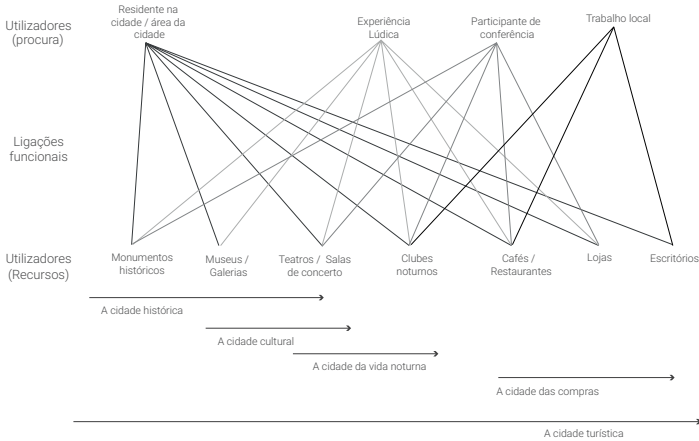 Utilizadores
(procura)
Residente na
cidade / área da
cidade
Experiência
Lúdica
Participante de
conferência
Trabalho local
Ligações
funcionais
Utilizadores
(Recursos)
Monumentos
históricos
Museus /
Galerias
Teatros / Salas
de concerto
Clubes
noturnos
Cafés /
Restaurantes
Lojas
Escritórios
A cidade histórica
A cidade cultural
A cidade da vida noturna
A cidade das compras
A cidade turística